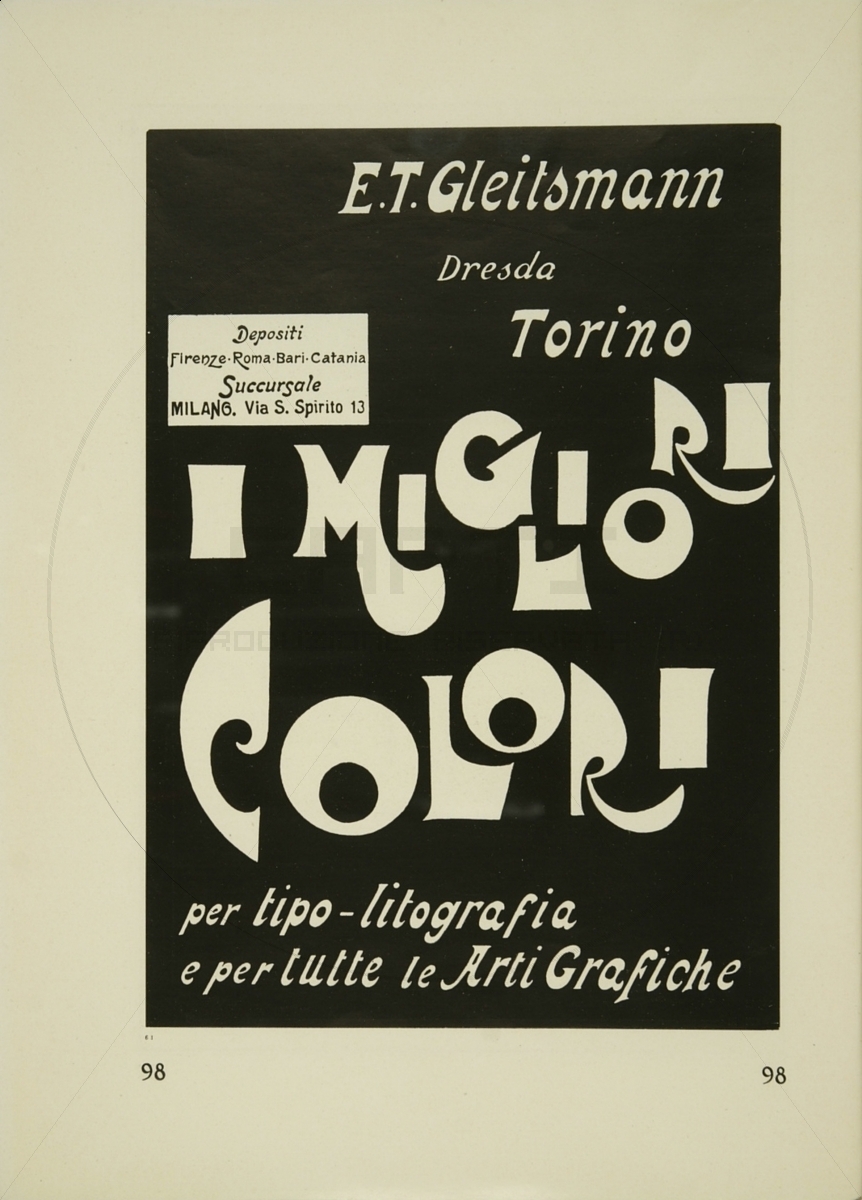 E.T. Gleitsmann
Dresda
Torino
Depositi
Firenze·Roma·Bari·Catania
Succursale
MILANO. Via S. Spirito 13
I MIGLIORI
COLORI
per tipo-litografia
e per tutte le Arti Grafiche
98 98